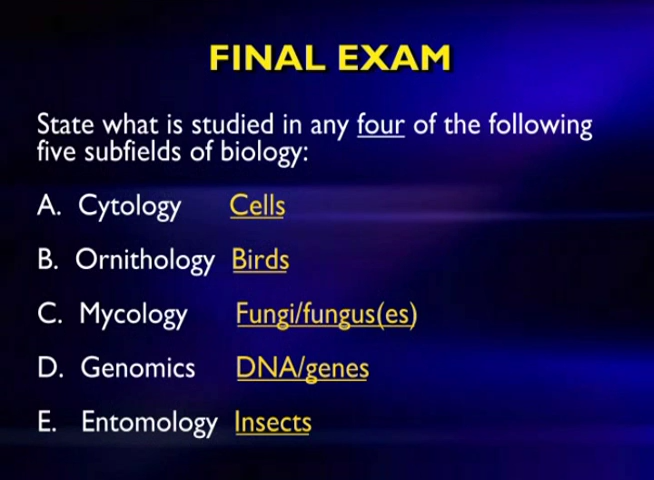 FINAL EXAM
State what is studied in any four of the following
five subfields of biology:
A. Cytology Cells
B. Ornithology Birds
C. Mycology Fungi/fungus(es)
D. Genomics DNA/genes
E. Entomology Insects